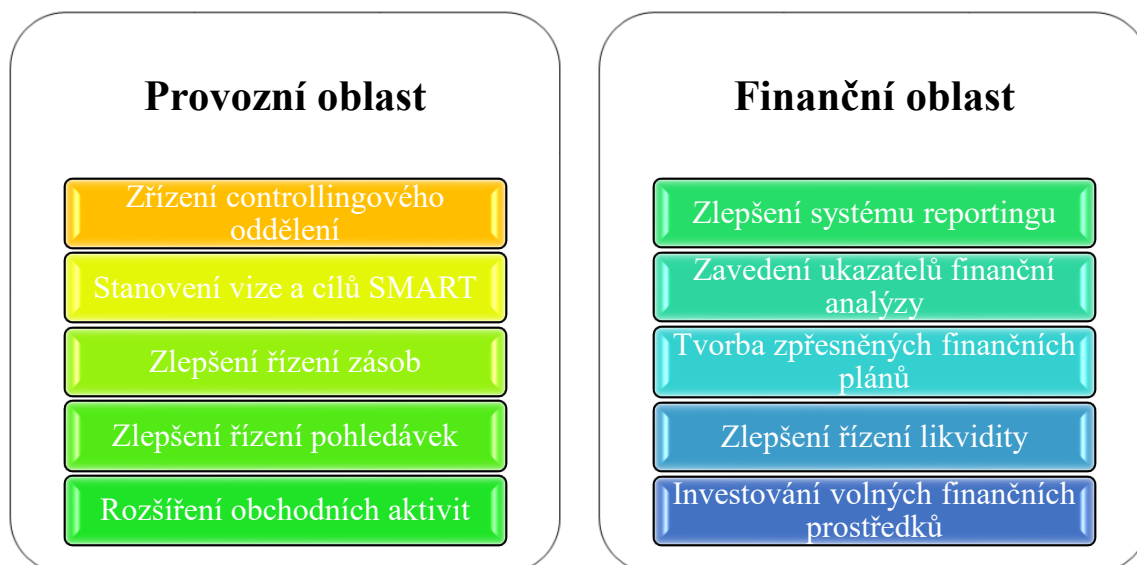 Provozní oblast
Zřízení controllingového
oddělení
Stanovení vize a cílů SMART
Zlepšení řízení zásob
Zlepšení řízení pohledávek
Rozšíření obchodních aktivit
Finanční oblast
Zlepšení systému reportingu
Zavedení ukazatelů finanční
analýzy
Tvorba zpřesněných finančních
plánů
Zlepšení řízení likvidity
Investování volných finančních
prostředků